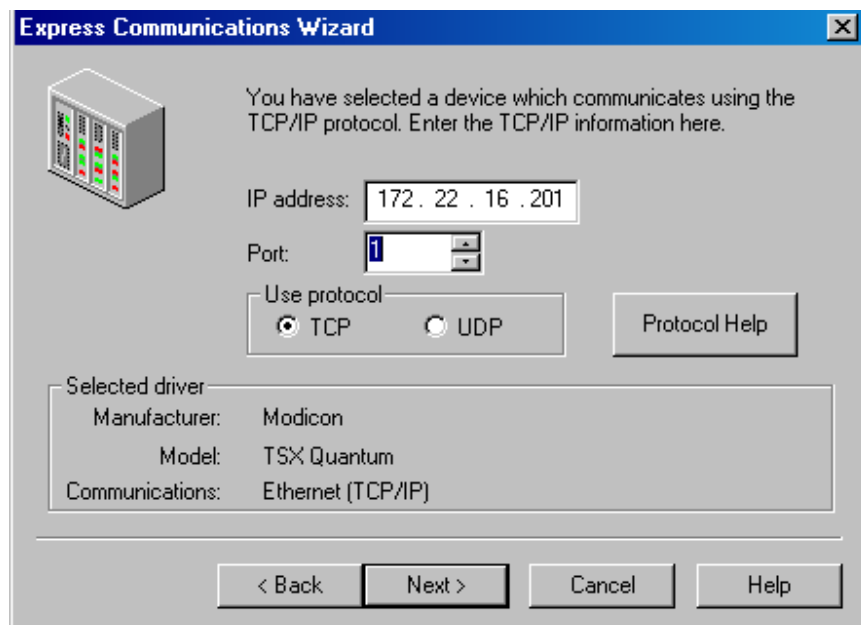 Express Communications Wizard
You have selected a device which communicates using the
TCP/IP protocol. Enter the TCP/IP information here.
IP address: 172 . 22 . 16 . 201
Port: 1
Use protocol
TCP UDP
Protocol Help
Selected driver
Manufacturer: Modicon
Model: TSX Quantum
Communications: Ethernet (TCP/IP)
< Back Next > Cancel Help